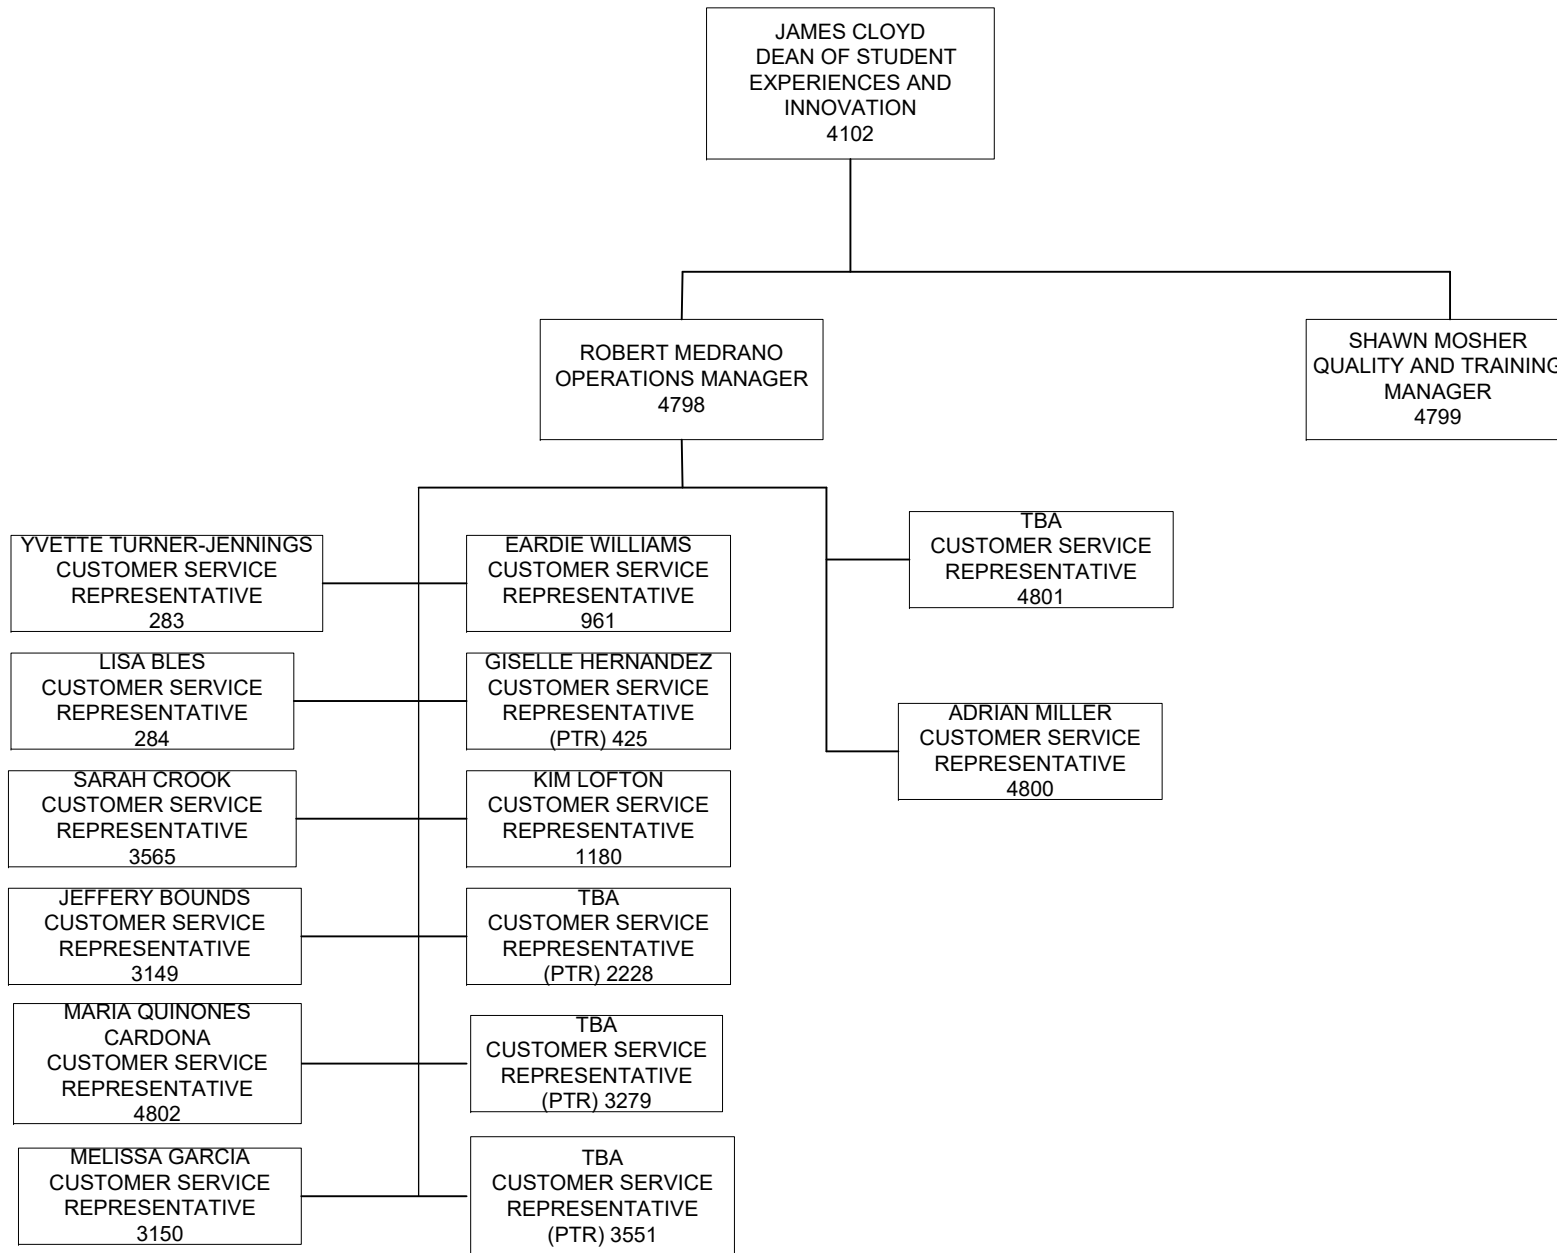 JAMES CLOYD
DEAN OF STUDENT
EXPERIENCES AND
INNOVATION
4102
ROBERT MEDRANO
OPERATIONS MANAGER
4798
SHAWN MOSHER
QUALITY AND TRAINING
MANAGER
4799
YVETTE TURNER-JENNINGS
CUSTOMER SERVICE
REPRESENTATIVE
283
EARDIE WILLIAMS
CUSTOMER SERVICE
REPRESENTATIVE
961
TBA
CUSTOMER SERVICE
REPRESENTATIVE
4801
LISA BLES
CUSTOMER SERVICE
REPRESENTATIVE
284
GISELLE HERNANDEZ
CUSTOMER SERVICE
REPRESENTATIVE
(PTR) 425
ADRIAN MILLER
CUSTOMER SERVICE
REPRESENTATIVE
4800
SARAH CROOK
CUSTOMER SERVICE
REPRESENTATIVE
3565
KIM LOFTON
CUSTOMER SERVICE
REPRESENTATIVE
1180
JEFFERY BOUNDS
CUSTOMER SERVICE
REPRESENTATIVE
3149
TBA
CUSTOMER SERVICE
REPRESENTATIVE
(PTR) 2228
MARIA QUINONES
CARDONA
CUSTOMER SERVICE
REPRESENTATIVE
4802
TBA
CUSTOMER SERVICE
REPRESENTATIVE
(PTR) 3279
MELISSA GARCIA
CUSTOMER SERVICE
REPRESENTATIVE
3150
TBA
CUSTOMER SERVICE
REPRESENTATIVE
(PTR) 3551